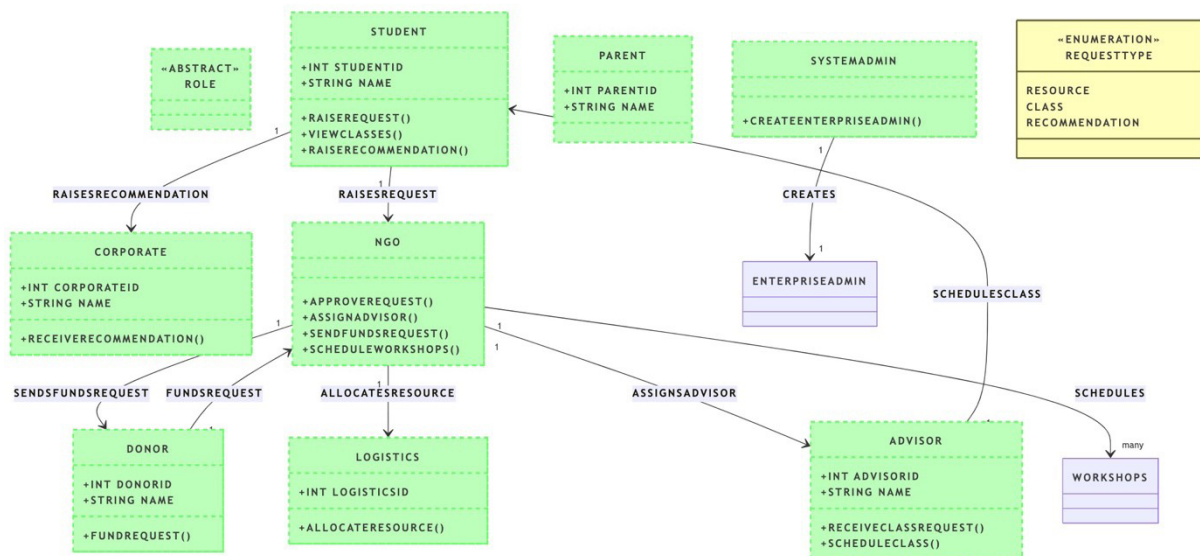 STUDENT
+INT STUDENTID
+STRING NAME
+RAISEREQUEST()
+VIEWCLASSES()
+RAISERECOMMENDATION()
«ABSTRACT»
ROLE
PARENT
+INT PARENTID
+STRING NAME
SYSTEMADMIN
+CREATEENTERPRISEADMIN()
«ENUMERATION»
REQUESTTYPE
RESOURCE
CLASS
RECOMMENDATION
1
1
1
RAISESRECOMMENDATION
RAISESREQUEST
CREATES
1
CORPORATE
+INT CORPORATEID
+STRING NAME
+RECEIVERECOMMENDATION()
NGO
+APPROVEREQUEST()
+ASSIGNADVISOR()
+SENDFUNDSREQUEST()
+SCHEDULEWORKSHOPS()
ENTERPRISEADMIN
SCHEDULESCLASS
1
1
1
1
SENDSFUNDSREQUEST
FUNDSREQUEST
ALLOCATESRESOURCE
ASSIGNSADVISOR
SCHEDULES
1
1
many
DONOR
+INT DONORID
+STRING NAME
+FUNDREQUEST()
LOGISTICS
+INT LOGISTICSID
+ALLOCATERESOURCE()
ADVISOR
+INT ADVISORID
+STRING NAME
+RECEIVECLASSREQUEST()
+SCHEDULECLASS()
WORKSHOPS